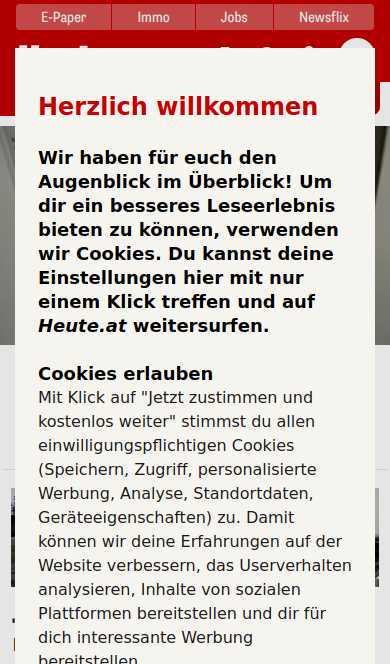 E-Paper
Immo
Jobs
Newsflix
Herzlich willkommen
Wir haben für euch den
Augenblick im Überblick! Um
dir ein besseres Leseerlebnis
bieten zu können, verwenden
wir Cookies. Du kannst deine
Einstellungen hier mit nur
einem Klick treffen und auf
Heute.at weitersurfen.
Cookies erlauben
Mit Klick auf "Jetzt zustimmen und
kostenlos weiter" stimmst du allen
einwilligungspflichtigen Cookies
(Speichern, Zugriff, personalisierte
Werbung, Analyse, Standortdaten,
Geräteeigenschaften) zu. Damit
können wir deine Erfahrungen auf der
Website verbessern, das Userverhalten
analysieren, Inhalte von sozialen
Plattformen bereitstellen und dir für
dich interessante Werbung
bereitstellen